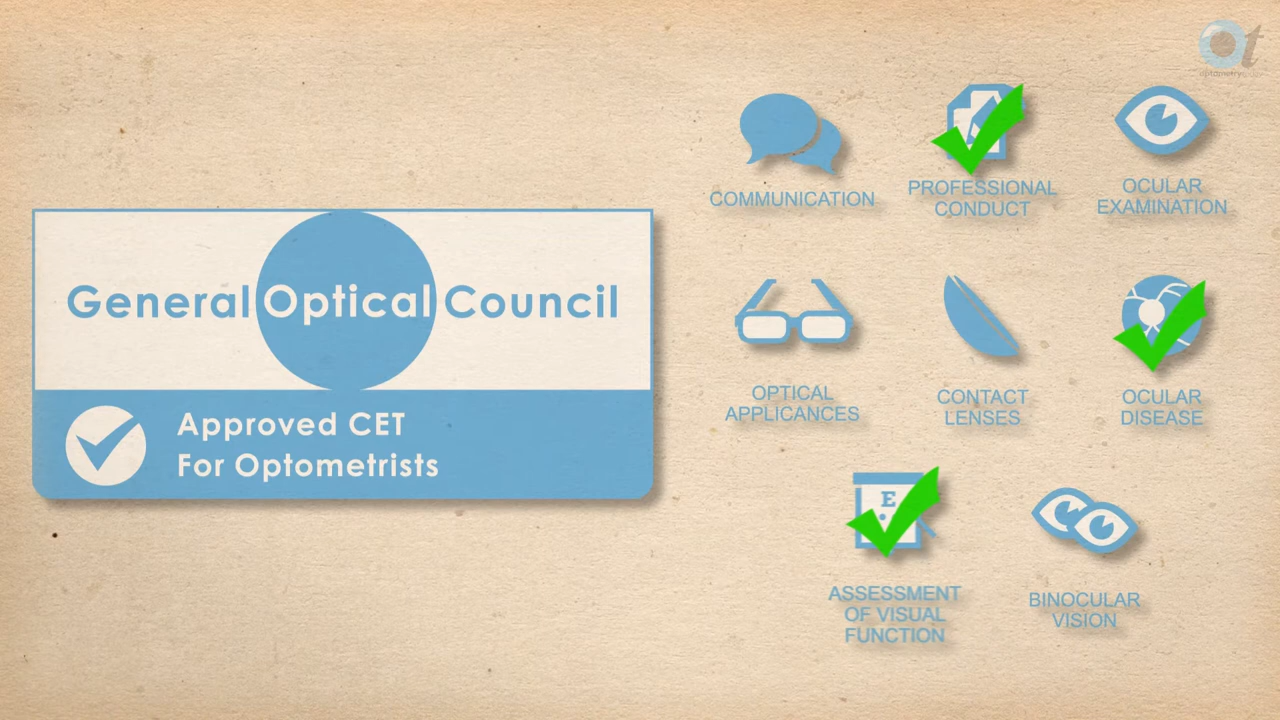 General Optical Council
Approved CET
For Optometrists
COMMUNICATION
PROFESSIONAL
CONDUCT
OCULAR
EXAMINATION
OPTICAL
APPLICANCES
CONTACT
LENSES
OCULAR
DISEASE
E
ASSESSMENT
OF VISUAL
FUNCTION
BINOCULAR
VISION